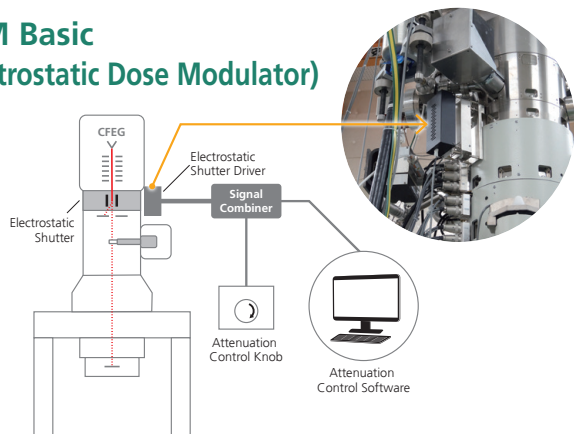 M Basic
trostatic Dose Modulator)
CFEG
Electrostatic
Shutter Driver
Signal
Combiner
Electrostatic
Shutter
Attenuation
Control Knob
Attenuation
Control Software